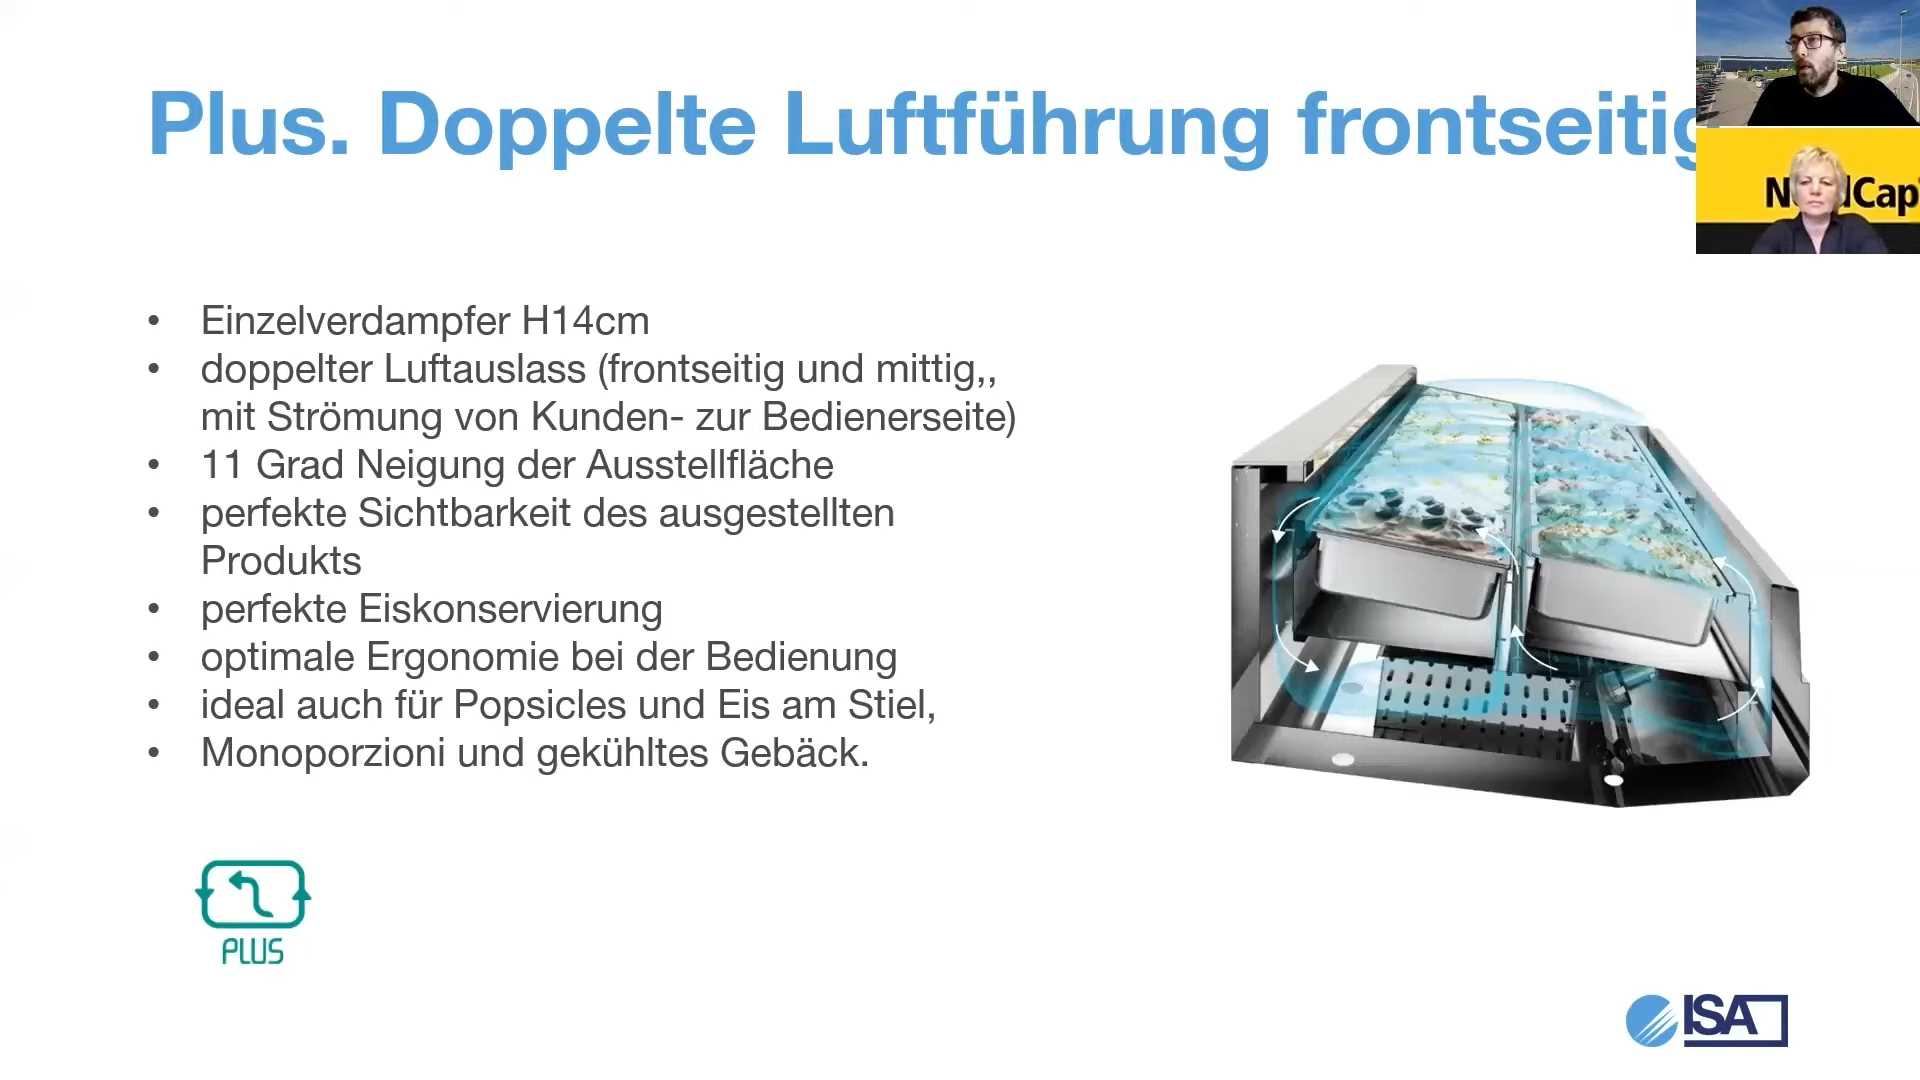 Plus. Doppelte Luftführung frontseitig
NordCap
• Einzelverdampfer H14cm
• doppelter Luftauslass (frontseitig und mittig,,
mit Strömung von Kunden- zur Bedienerseite)
• 11 Grad Neigung der Ausstellfläche
• perfekte Sichtbarkeit des ausgestellten
Produkts
• perfekte Eiskonservierung
• optimale Ergonomie bei der Bedienung
• ideal auch für Popsicles und Eis am Stiel,
• Monoporzioni und gekühltes Gebäck.
PLUS
ISA